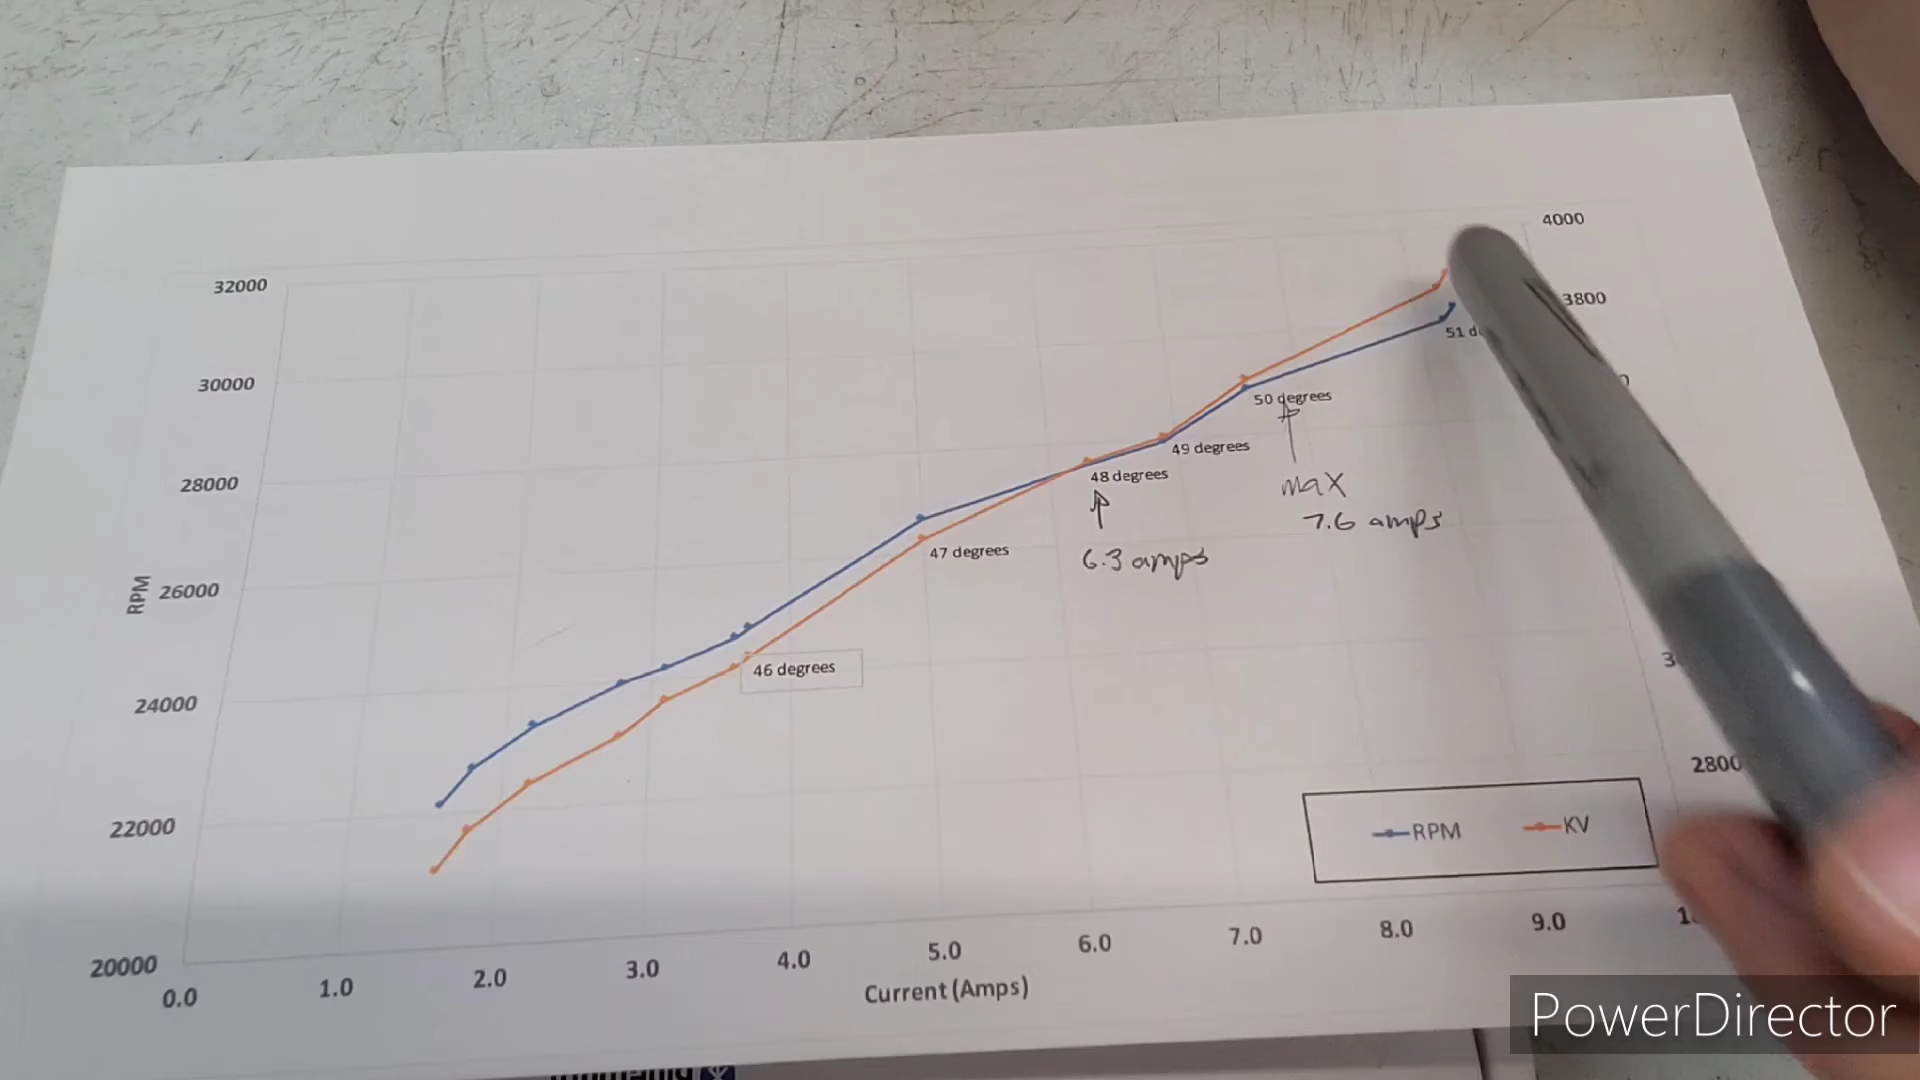 4000
32000
3800
30000
51
50 degrees
49 degrees
28000
48 degrees
max
7.6 amps
47 degrees
6.3 amps
RPM
26000
46 degrees
24000
2800
22000
RPM
KV
20000
0.0
1.0
2.0
3.0
4.0
5.0
6.0
7.0
8.0
9.0
Current (Amps)
PowerDirector